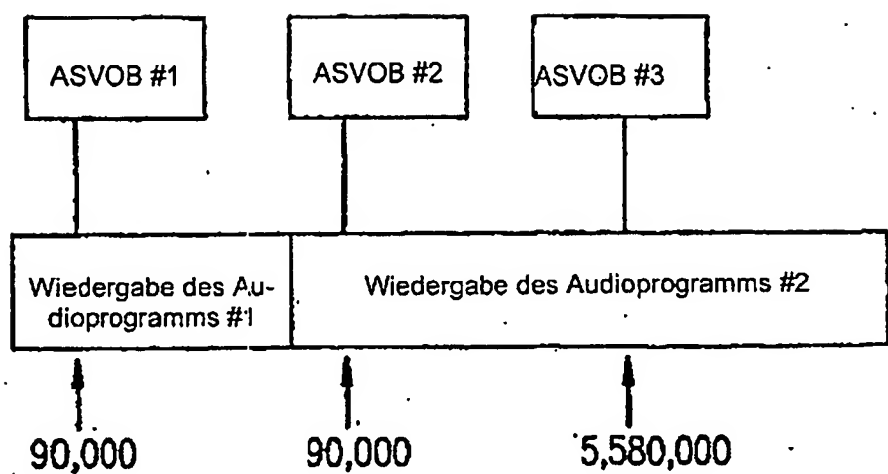 ASVOB #1
ASVOB #2
ASVOB #3
Wiedergabe des Au-
dioprogramms #1
Wiedergabe des Audioprogramms #2
90,000
90,000
5,580,000